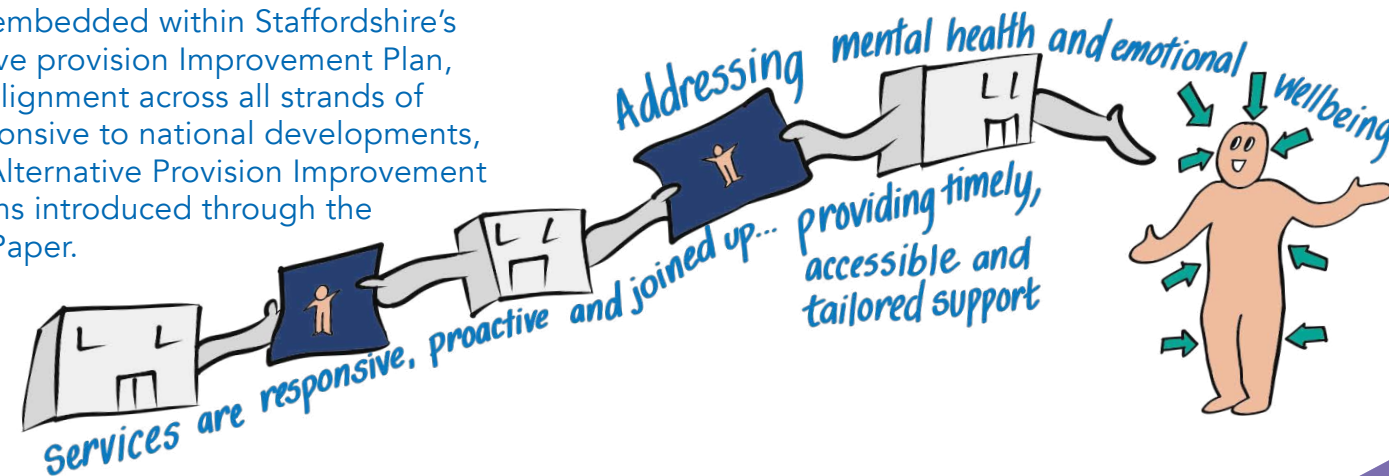 embedded within Staffordshire's
ve provision Improvement Plan,
lignment across all strands of
onsive to national developments,
Alternative Provision Improvement
ns introduced through the
Paper.
Addressing mental health and emotional wellbeing
Services are responsive, proactive and joined up... providing timely,
accessible and
tailored support